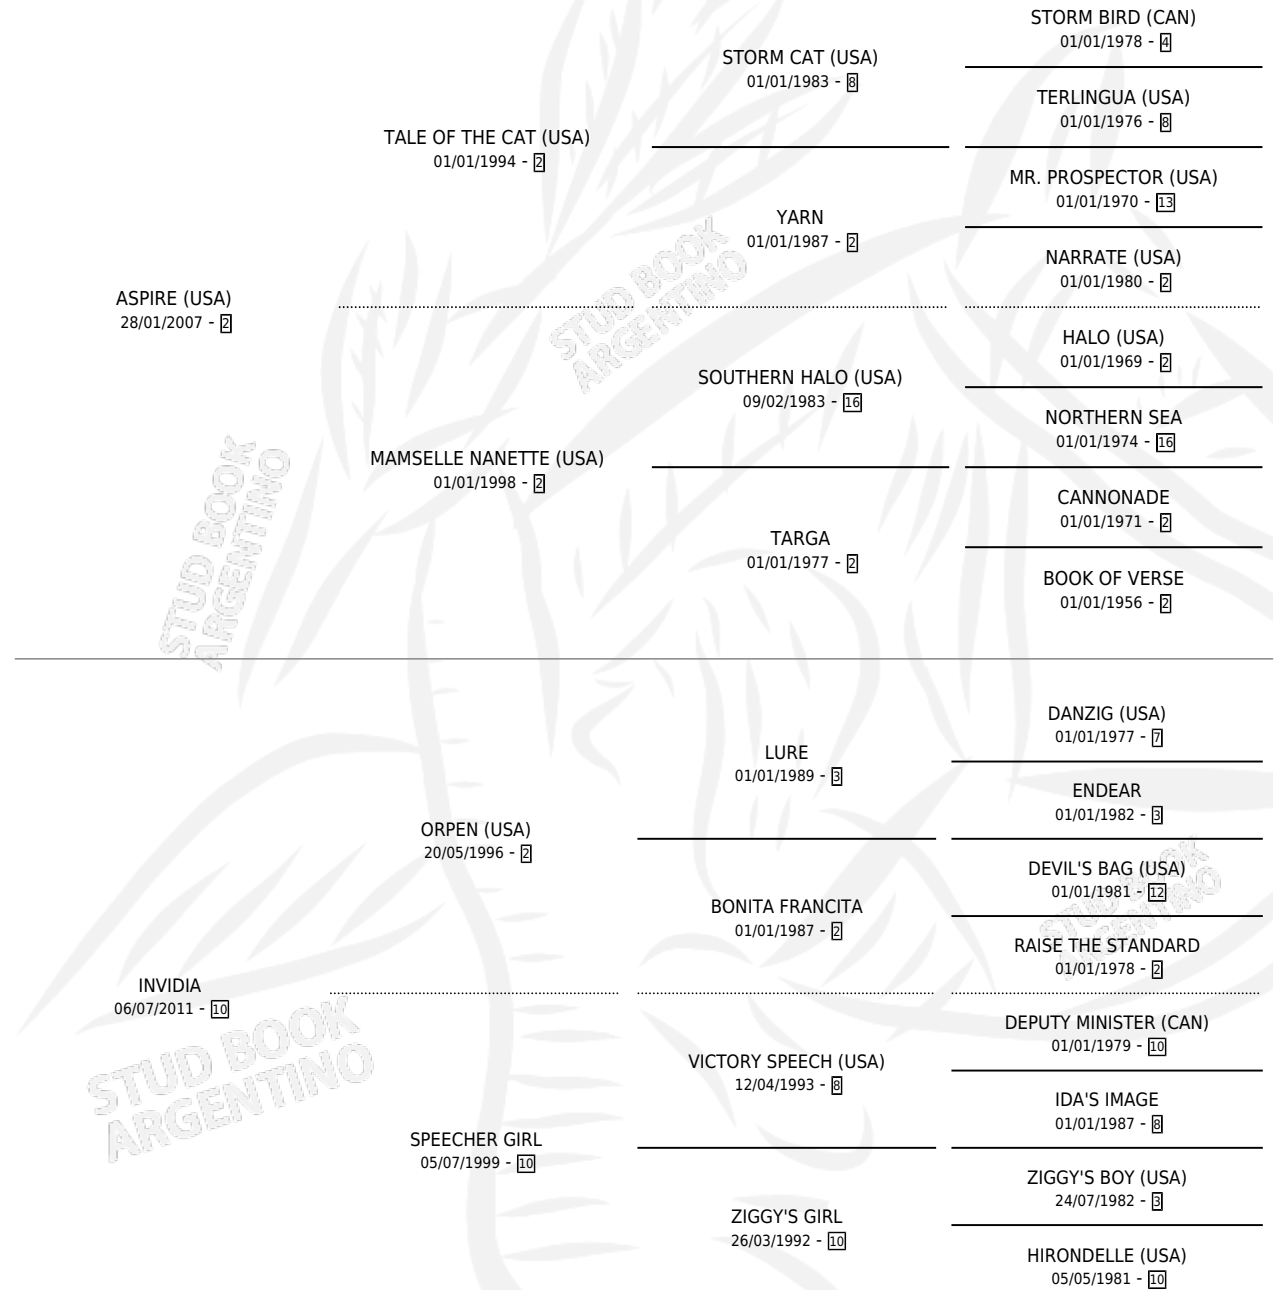 STORM BIRD (CAN)
01/01/1978 - 4
STORM CAT (USA)
01/01/1983 - 8
TERLINGUA (USA)
01/01/1976 - 8
TALE OF THE CAT (USA)
01/01/1994 - 2
MR. PROSPECTOR (USA)
01/01/1970 - 13
YARN
01/01/1987 - 2
NARRATE (USA)
01/01/1980 - 2
ASPIRE (USA)
28/01/2007 - 2
STUD BOOK
ARGENTINO
HALO (USA)
01/01/1969 - 2
SOUTHERN HALO (USA)
09/02/1983 - 16
NORTHERN SEA
01/01/1974 - 16
MAMSELLE NANETTE (USA)
01/01/1998 - 2
CANNONADE
01/01/1971 - 2
TARGA
01/01/1977 - 2
BOOK OF VERSE
01/01/1956 - 2
STUD BOOK
ARGENTINO
DANZIG (USA)
01/01/1977 - 7
LURE
01/01/1989 - 3
ENDEAR
01/01/1982 - 3
ORPEN (USA)
20/05/1996 - 2
DEVIL'S BAG (USA)
01/01/1981 - 12
BONITA FRANCITA
01/01/1987 - 2
RAISE THE STANDARD
01/01/1978 - 2
STUD BOOK
ARGENTINO
INVIDIA
06/07/2011 - 10
DEPUTY MINISTER (CAN)
01/01/1979 - 10
VICTORY SPEECH (USA)
12/04/1993 - 8
IDA'S IMAGE
01/01/1987 - 8
STUD BOOK
ARGENTINO
SPEECHER GIRL
05/07/1999 - 10
ZIGGY'S BOY (USA)
24/07/1982 - 3
ZIGGY'S GIRL
26/03/1992 - 10
HIRONDELLE (USA)
05/05/1981 - 10